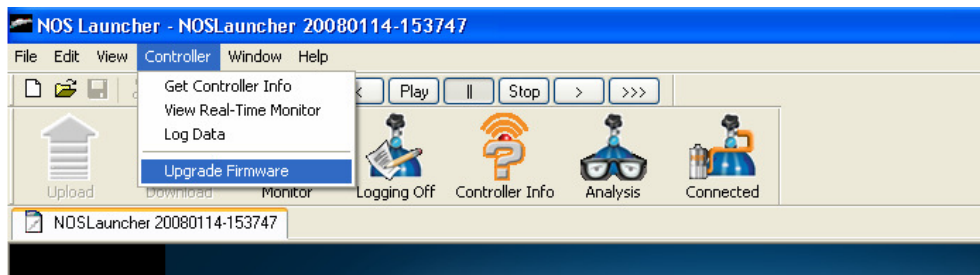 NOS Launcher - NOSLauncher 20080114-153747
File Edit View Controller Window Help
Get Controller Info
View Real-Time Monitor
Log Data
Upgrade Firmware
Play || Stop > >>>
Upload Download Monitor Logging Off Controller Info Analysis Connected
NOSLauncher 20080114-153747